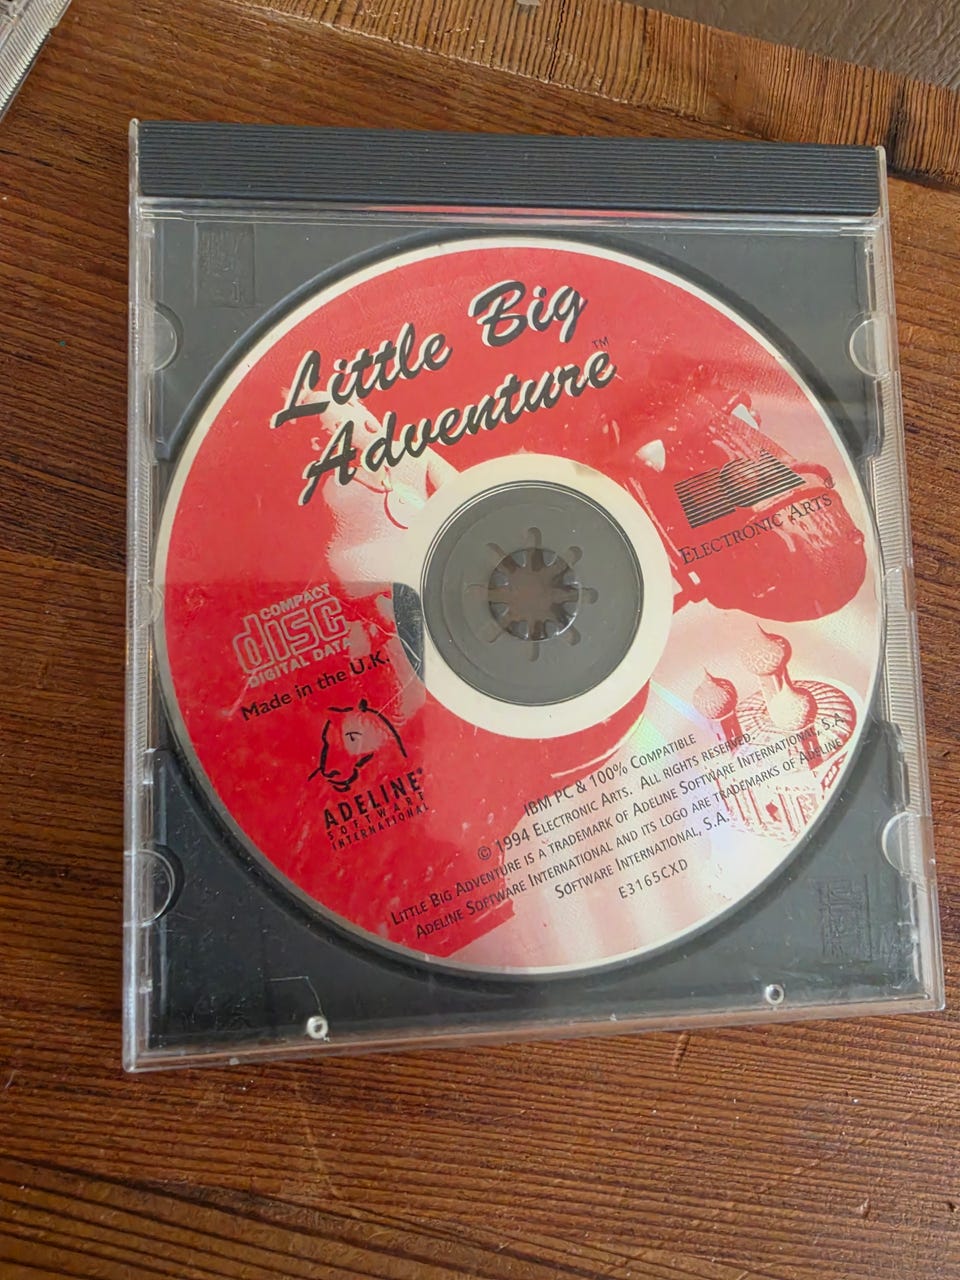 Little Big
Adventure™
Electronic Arts®
COMPACT
disc
DIGITAL DATA
Made in the U.K.
ADELINE®
SOFTWARE
INTERNATIONAL
IBM PC & 100% Compatible
© 1994 Electronic Arts. All rights reserved.
Little Big Adventure is a trademark of Adeline Software International, S.A.
Adeline Software International and its logo are trademarks of Adeline
Software International, S.A.
E3165CXD